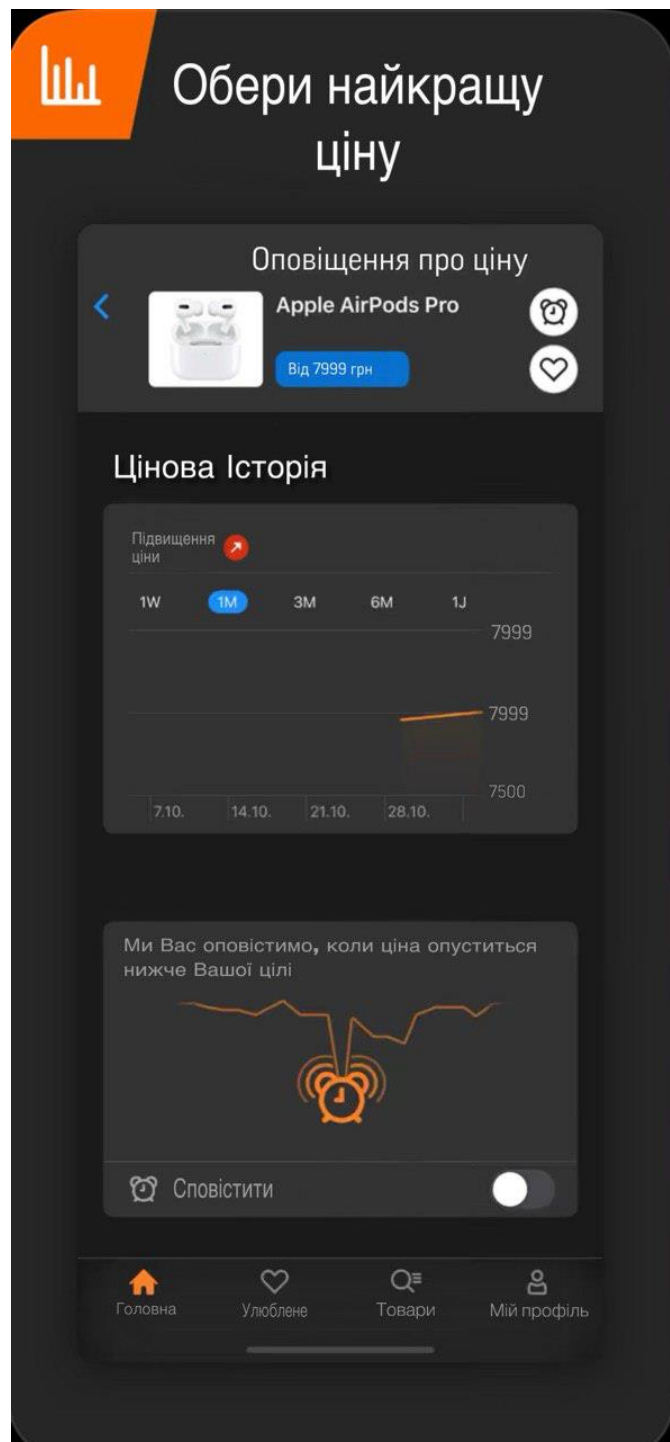 Обери найкращу
ціну
Оповіщення про ціну
Apple AirPods Pro
Від 7999 грн
Цінова Історія
Підвищення
ціни
1W 1M 3M 6M 1J
7999
7999
7500
7.10. 14.10. 21.10. 28.10.
Ми Вас оповістимо, коли ціна опуститься
нижче Вашої цілі
Сповістити
Головна Улюблене Товари Мій профіль